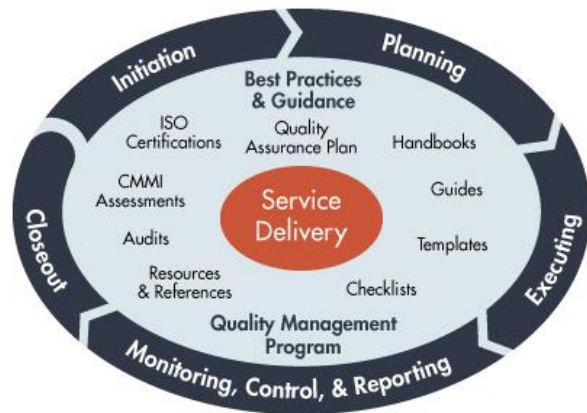 Initiation
Planning
Best Practices
& Guidance
ISO
Certifications
Quality
Assurance Plan
Handbooks
CMMI
Assessments
Service
Delivery
Guides
Audits
Templates
Resources
& References
Checklists
Quality Management
Program
Closeout
Executing
Monitoring, Control, & Reporting